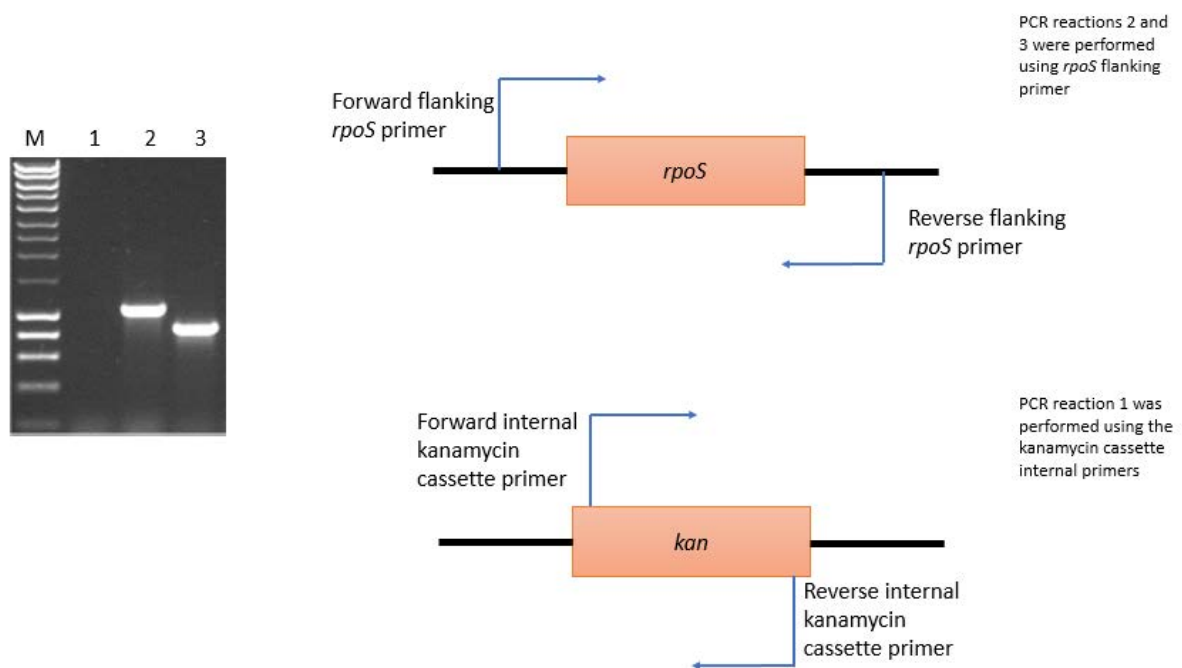 M 1 2 3
Forward flanking
rpoS primer
rpoS
Reverse flanking
rpoS primer
PCR reactions 2 and
3 were performed
using rpoS flanking
primer
Forward internal
kanamycin
cassette primer
kan
Reverse internal
kanamycin
cassette primer
PCR reaction 1 was
performed using the
kanamycin cassette
internal primers